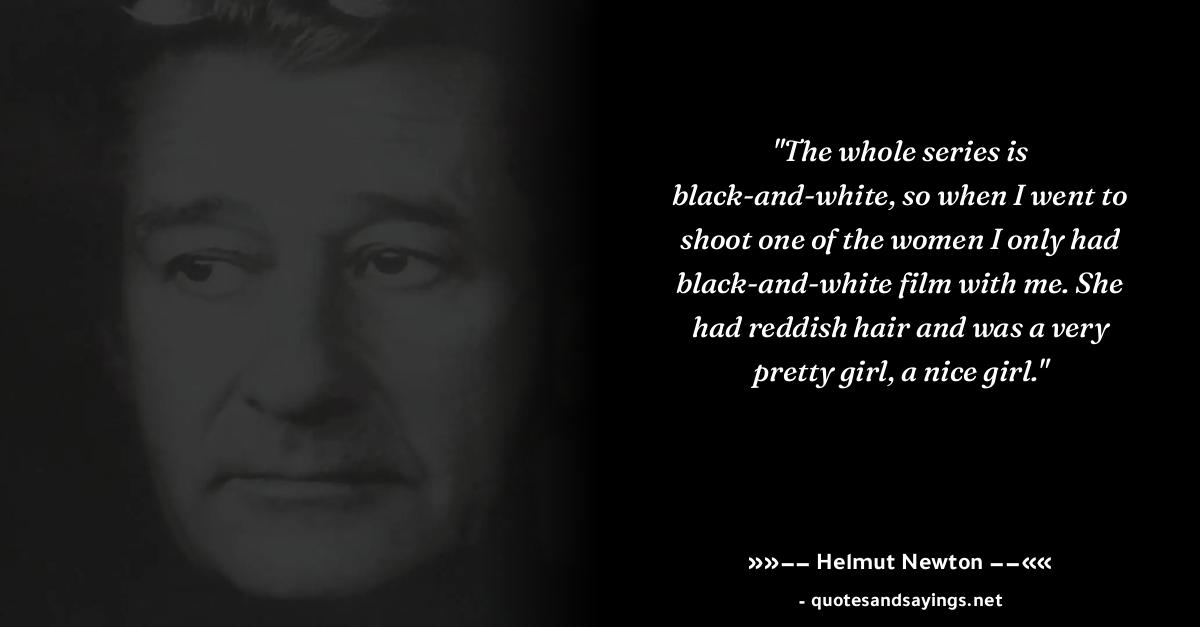 "The whole series is
black-and-white, so when I went to
shoot one of the women I only had
black-and-white film with me. She
had reddish hair and was a very
pretty girl, a nice girl."
»»−− Helmut Newton −−««
- quotesandsayings.net